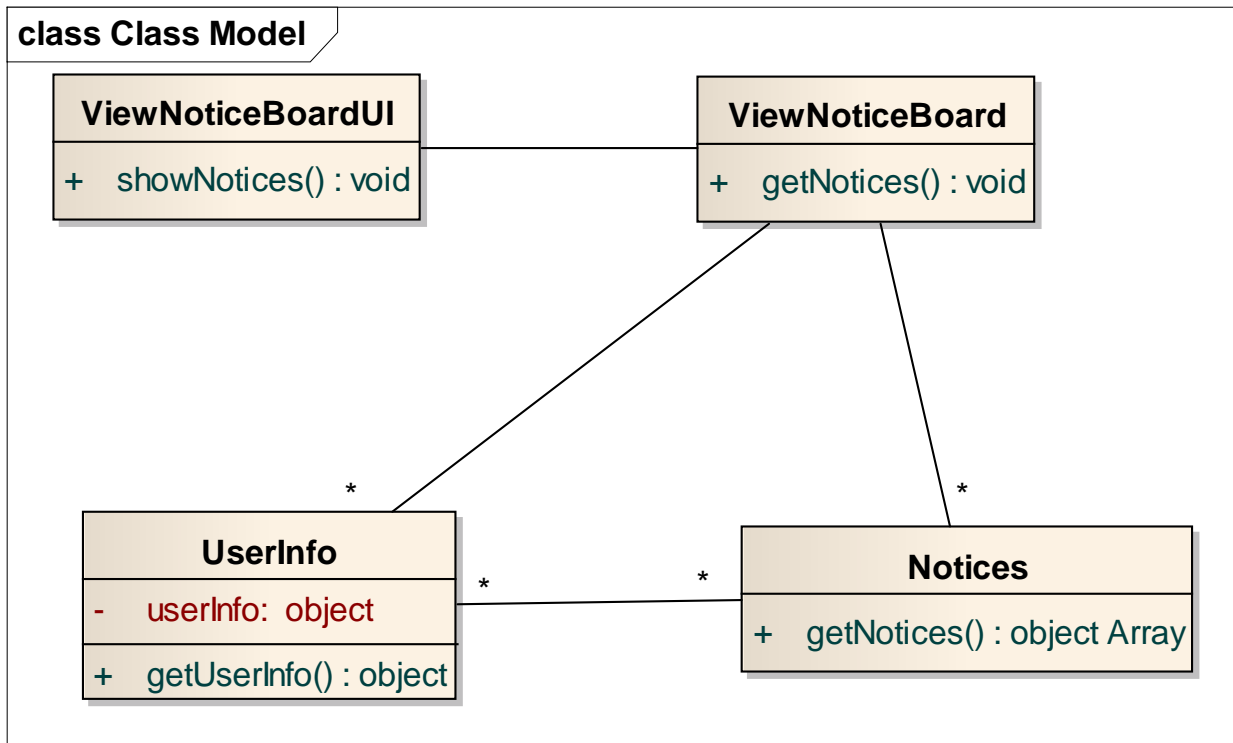 class Class Model
ViewNoticeBoardUI
+ showNotices() : void
ViewNoticeBoard
+ getNotices() : void
*
*
UserInfo
- userInfo: object
+ getUserInfo() : object
*
*
Notices
+ getNotices() : object Array